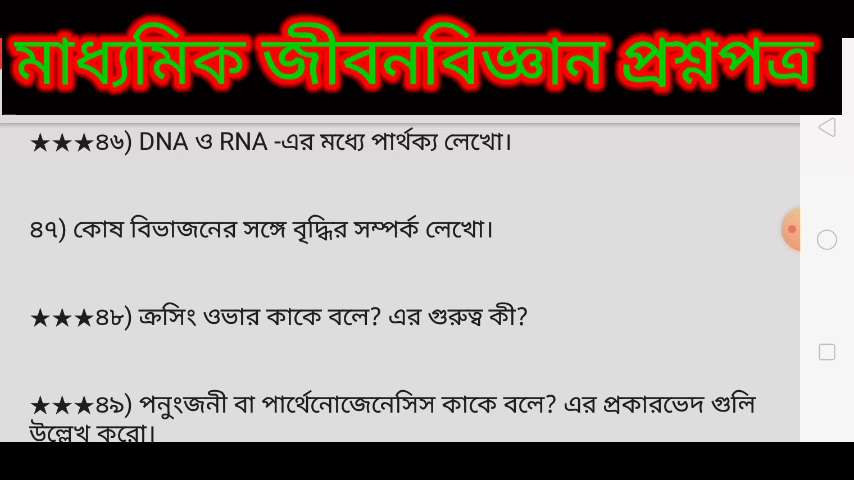 মাধ্যমিক জীবনবিজ্ঞান প্রশ্নপত্র
★★★৪৬) DNA ও RNA -এর মধ্যে পার্থক্য লেখো।
৪৭) কোষ বিভাজনের সঙ্গে বৃদ্ধির সম্পর্ক লেখো।
★★★৪৮) ক্রসিং ওভার কাকে বলে? এর গুরুত্ব কী?
★★★৪৯) পনুংজনী বা পার্থেনোজেনেসিস কাকে বলে? এর প্রকারভেদ গুলি
উল্লেখ করো।